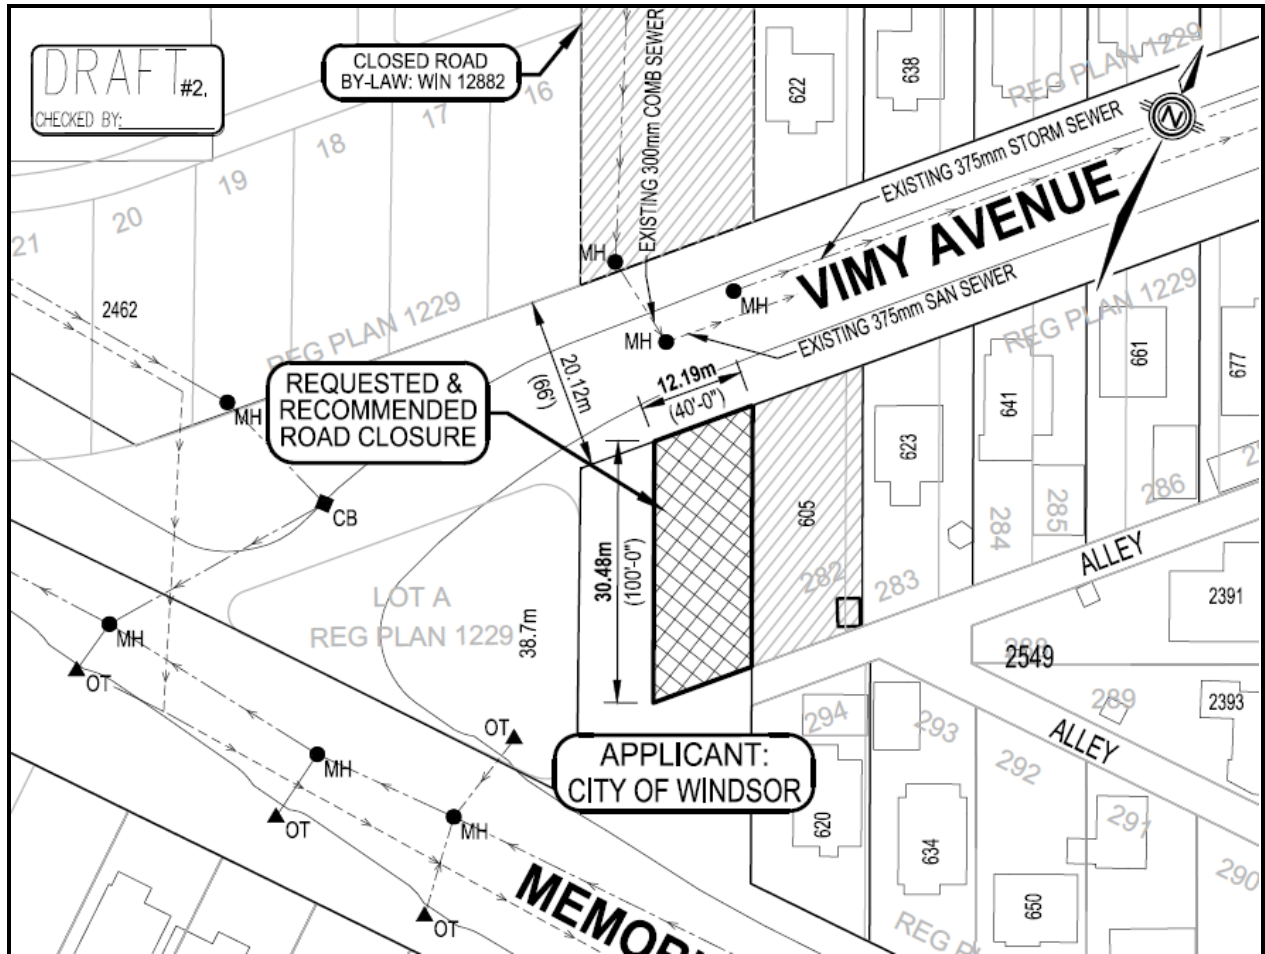 DRAFT #2.
CHECKED BY:
CLOSED ROAD
BY-LAW: WIN 12882
16
17
18
19
20
21
622
638
REG PLAN 1229
N
EXISTING 300mm COMB SEWER
EXISTING 375mm STORM SEWER
VIMY AVENUE
EXISTING 375mm SAN SEWER
MH
MH
MH
2462
REG PLAN 1229
REG PLAN 1229
MH
REQUESTED &
RECOMMENDED
ROAD CLOSURE
20.12m
(66')
12.19m
(40'-0")
30.48m
(100'-0")
605
623
641
661
677
282
283
284
285
286
CB
LOT A
REG PLAN 1229
38.7m
ALLEY
2391
2549
289
2393
ALLEY
MH
OT
OT
MH
OT
MH
OT
APPLICANT:
CITY OF WINDSOR
294
293
292
291
290
620
634
650